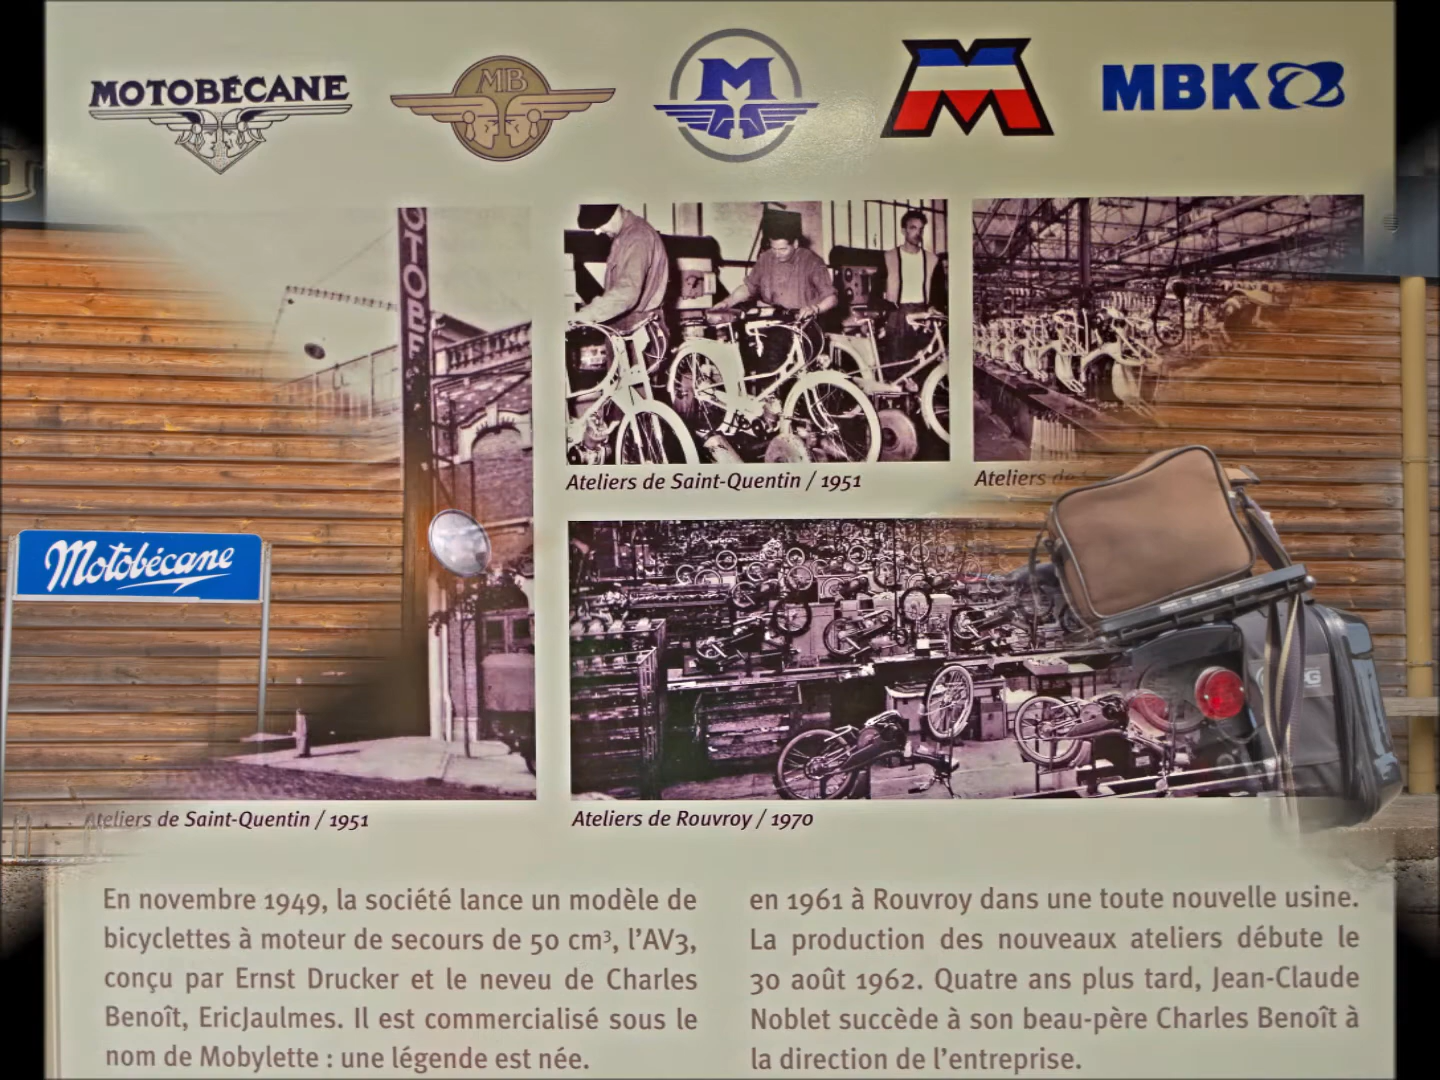 MOTOBÉCANE
MB
M
M
MBK
OTOBE
Ateliers de Saint-Quentin / 1951
Ateliers de
Motobécane
Ateliers de Saint-Quentin / 1951
Ateliers de Rouvroy / 1970
En novembre 1949, la société lance un modèle de
bicyclettes à moteur de secours de 50 cm³, l'AV3,
conçu par Ernst Drucker et le neveu de Charles
Benoît, EricJaulmes. Il est commercialisé sous le
nom de Mobylette : une légende est née.
en 1961 à Rouvroy dans une toute nouvelle usine.
La production des nouveaux ateliers débute le
30 août 1962. Quatre ans plus tard, Jean-Claude
Noblet succède à son beau-père Charles Benoît à
la direction de l'entreprise.